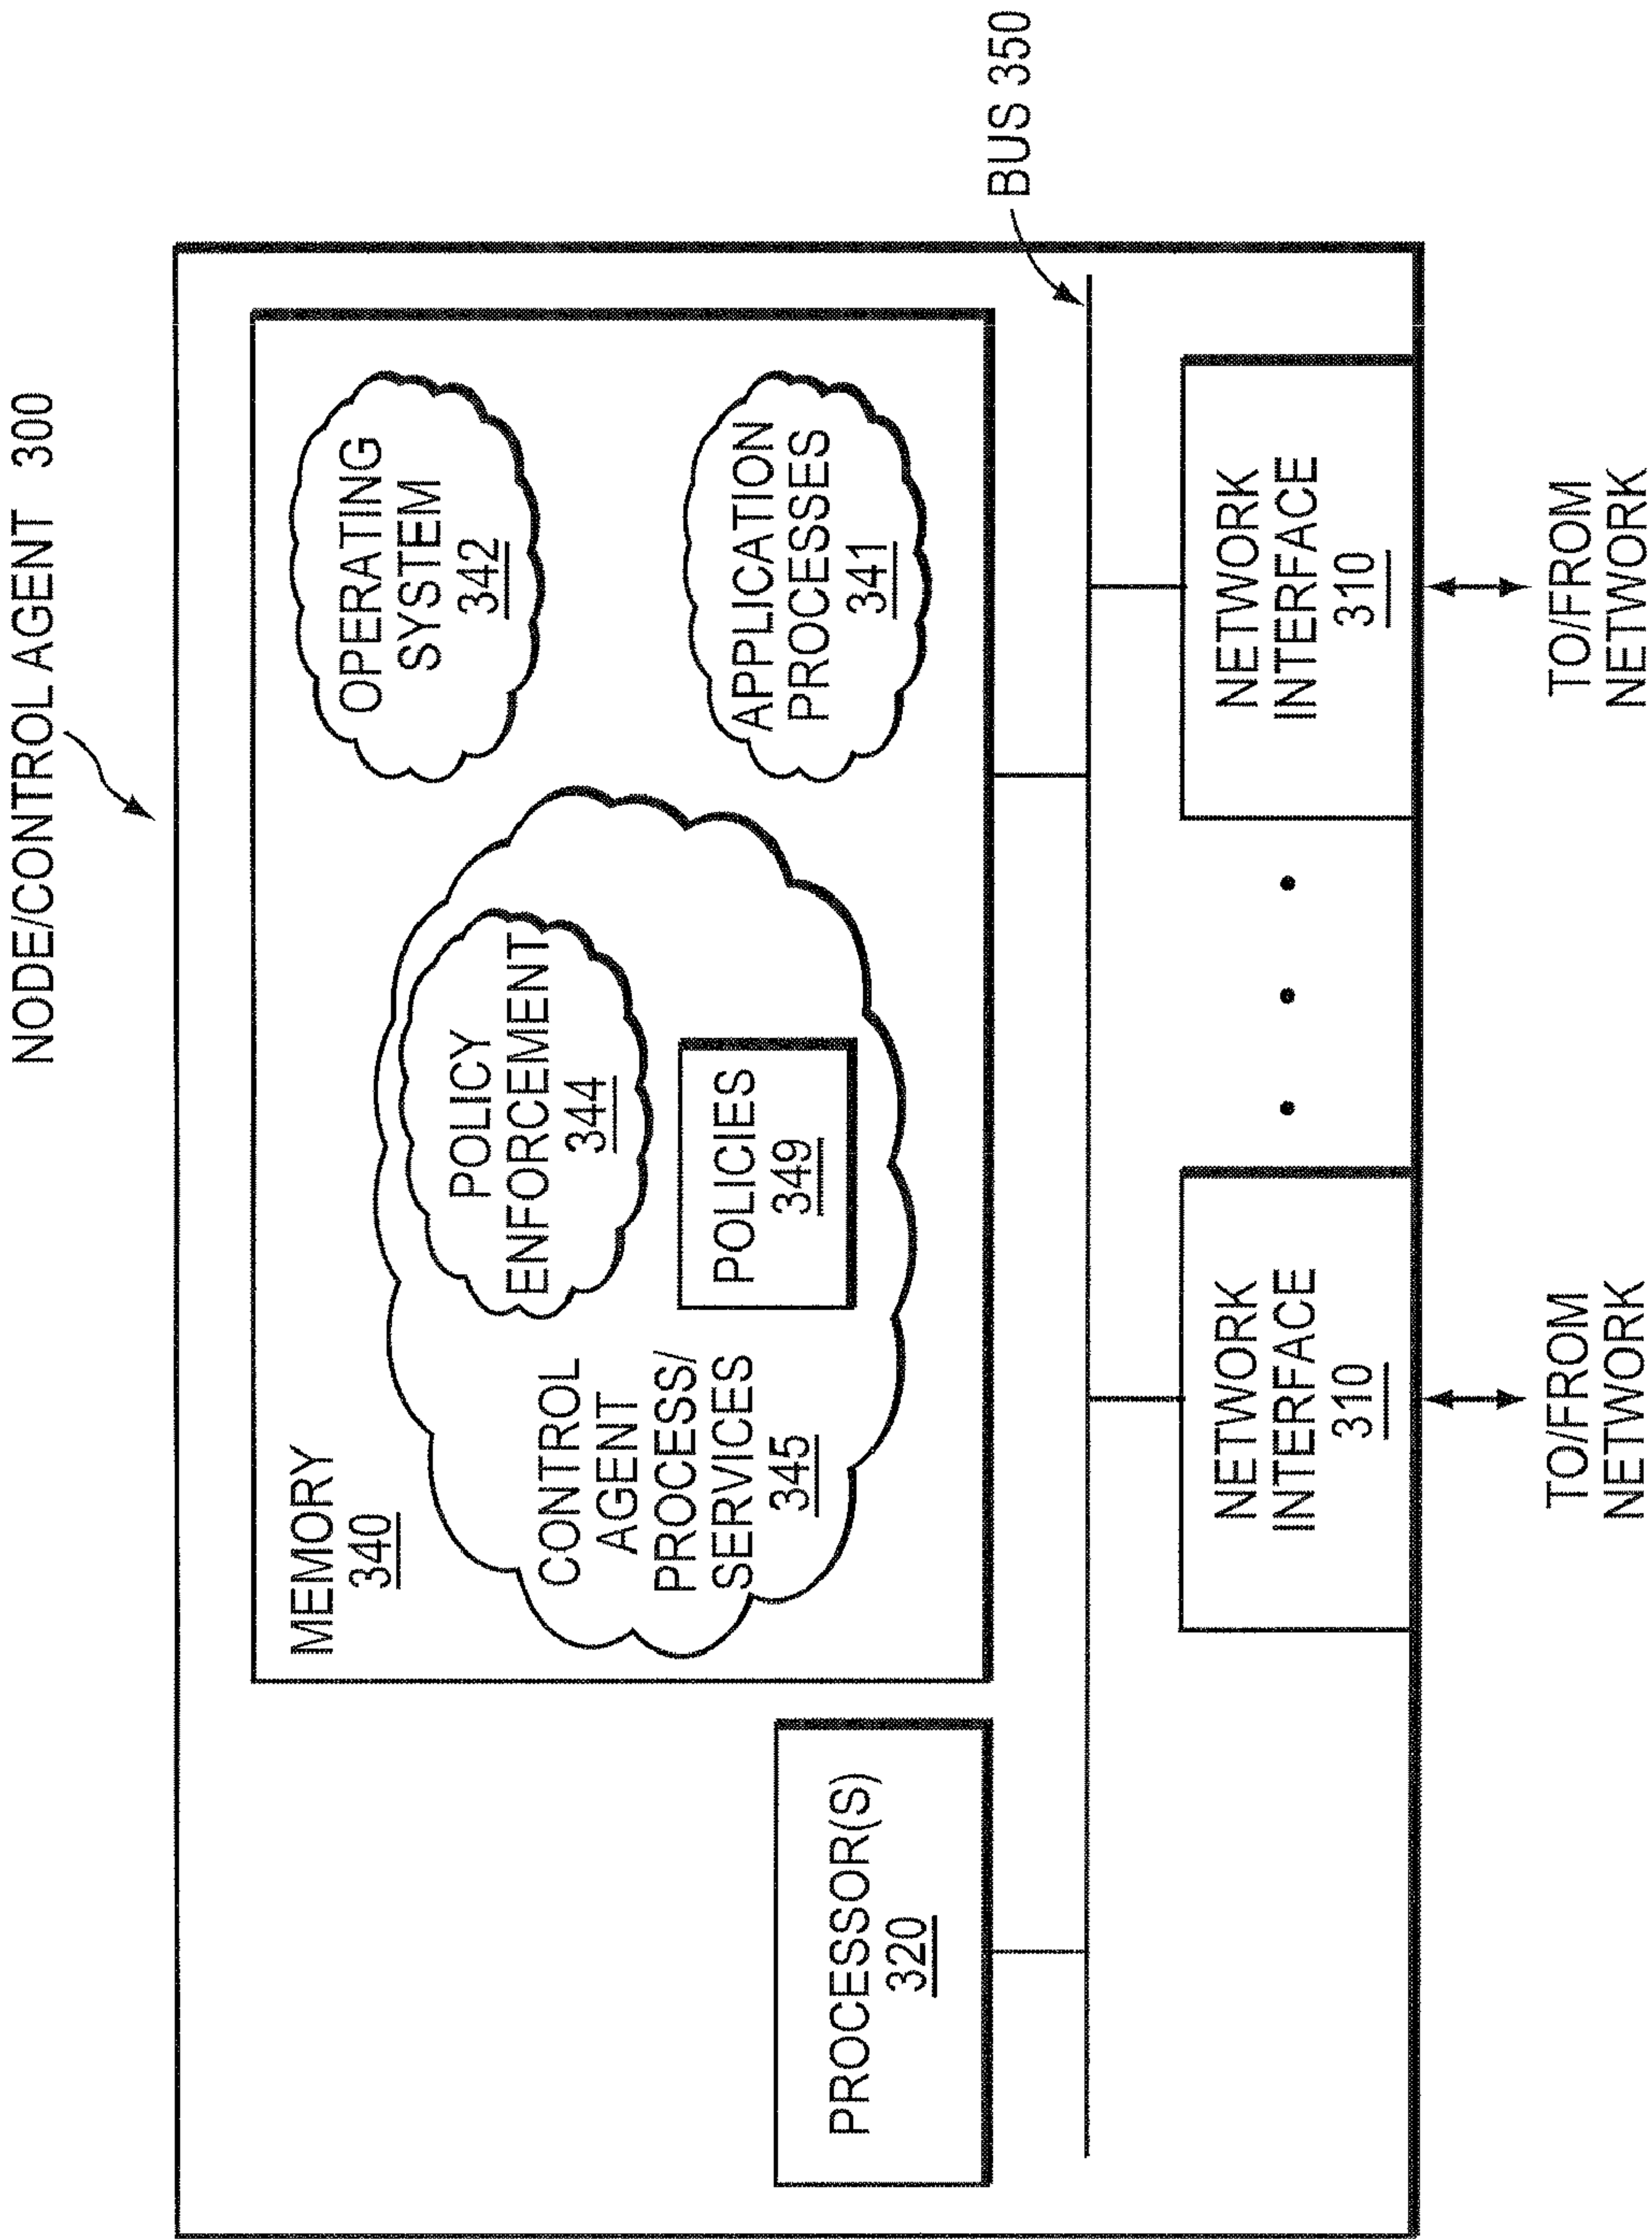 NODE/CONTROL AGENT 300
MEMORY
340
CONTROL
AGENT
PROCESS/
SERVICES
345
POLICY
ENFORCEMENT
344
POLICIES
349
OPERATING
SYSTEM
342
APPLICATION
PROCESSES
341
PROCESSOR(S)
320
BUS 350
NETWORK
INTERFACE
310
NETWORK
INTERFACE
310
TO/FROM
NETWORK
TO/FROM
NETWORK